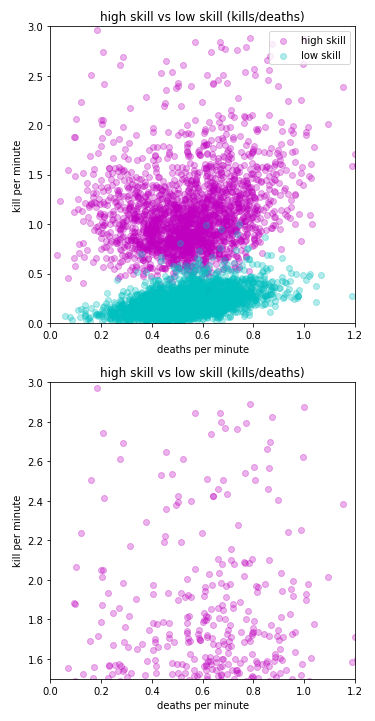 high skill vs low skill (kills/deaths)
3.0
high skill
low skill
2.5
2.0
1.5
1.0
0.5
0.0
kill per minute
0.0 0.2 0.4 0.6 0.8 1.0 1.2
deaths per minute
high skill vs low skill (kills/deaths)
3.0
2.8
2.6
2.4
2.2
2.0
1.8
1.6
kill per minute
0.0 0.2 0.4 0.6 0.8 1.0 1.2
deaths per minute